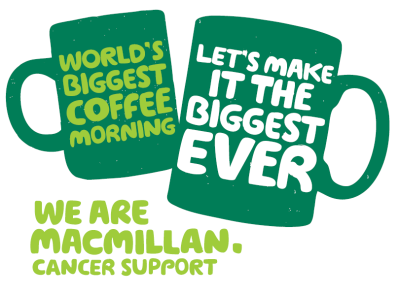 WORLD'S
BIGGEST
COFFEE
MORNING
LET'S MAKE
IT THE
BIGGEST
EVER
WE ARE
MACMILLAN.
CANCER SUPPORT